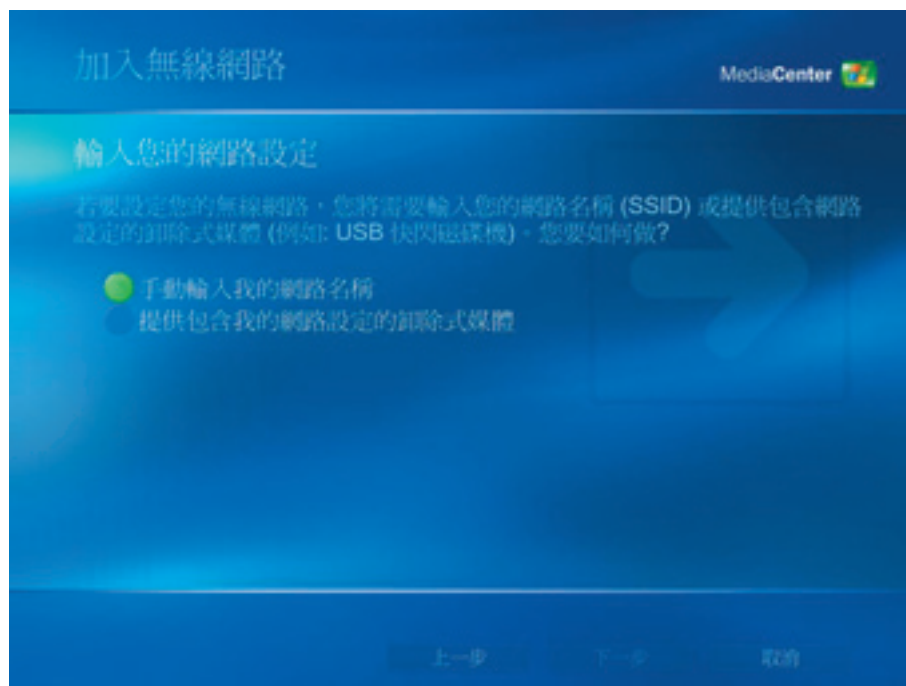 加入無線網路
MediaCenter
輸入您的網路設定
若要設定您的無線網路，您將需要輸入您的網路名稱 (SSID) 或提供包含網路
設定的卸除式媒體 (例如: USB 快閃磁碟機)。您要如何做?
手動輸入我的網路名稱
提供包含我的網路設定的卸除式媒體
上一步
下一步
取消